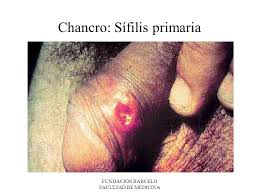 Chancro: Sífilis primaria
FUNDACION BARCELO
FACULTAD DE MEDICINA